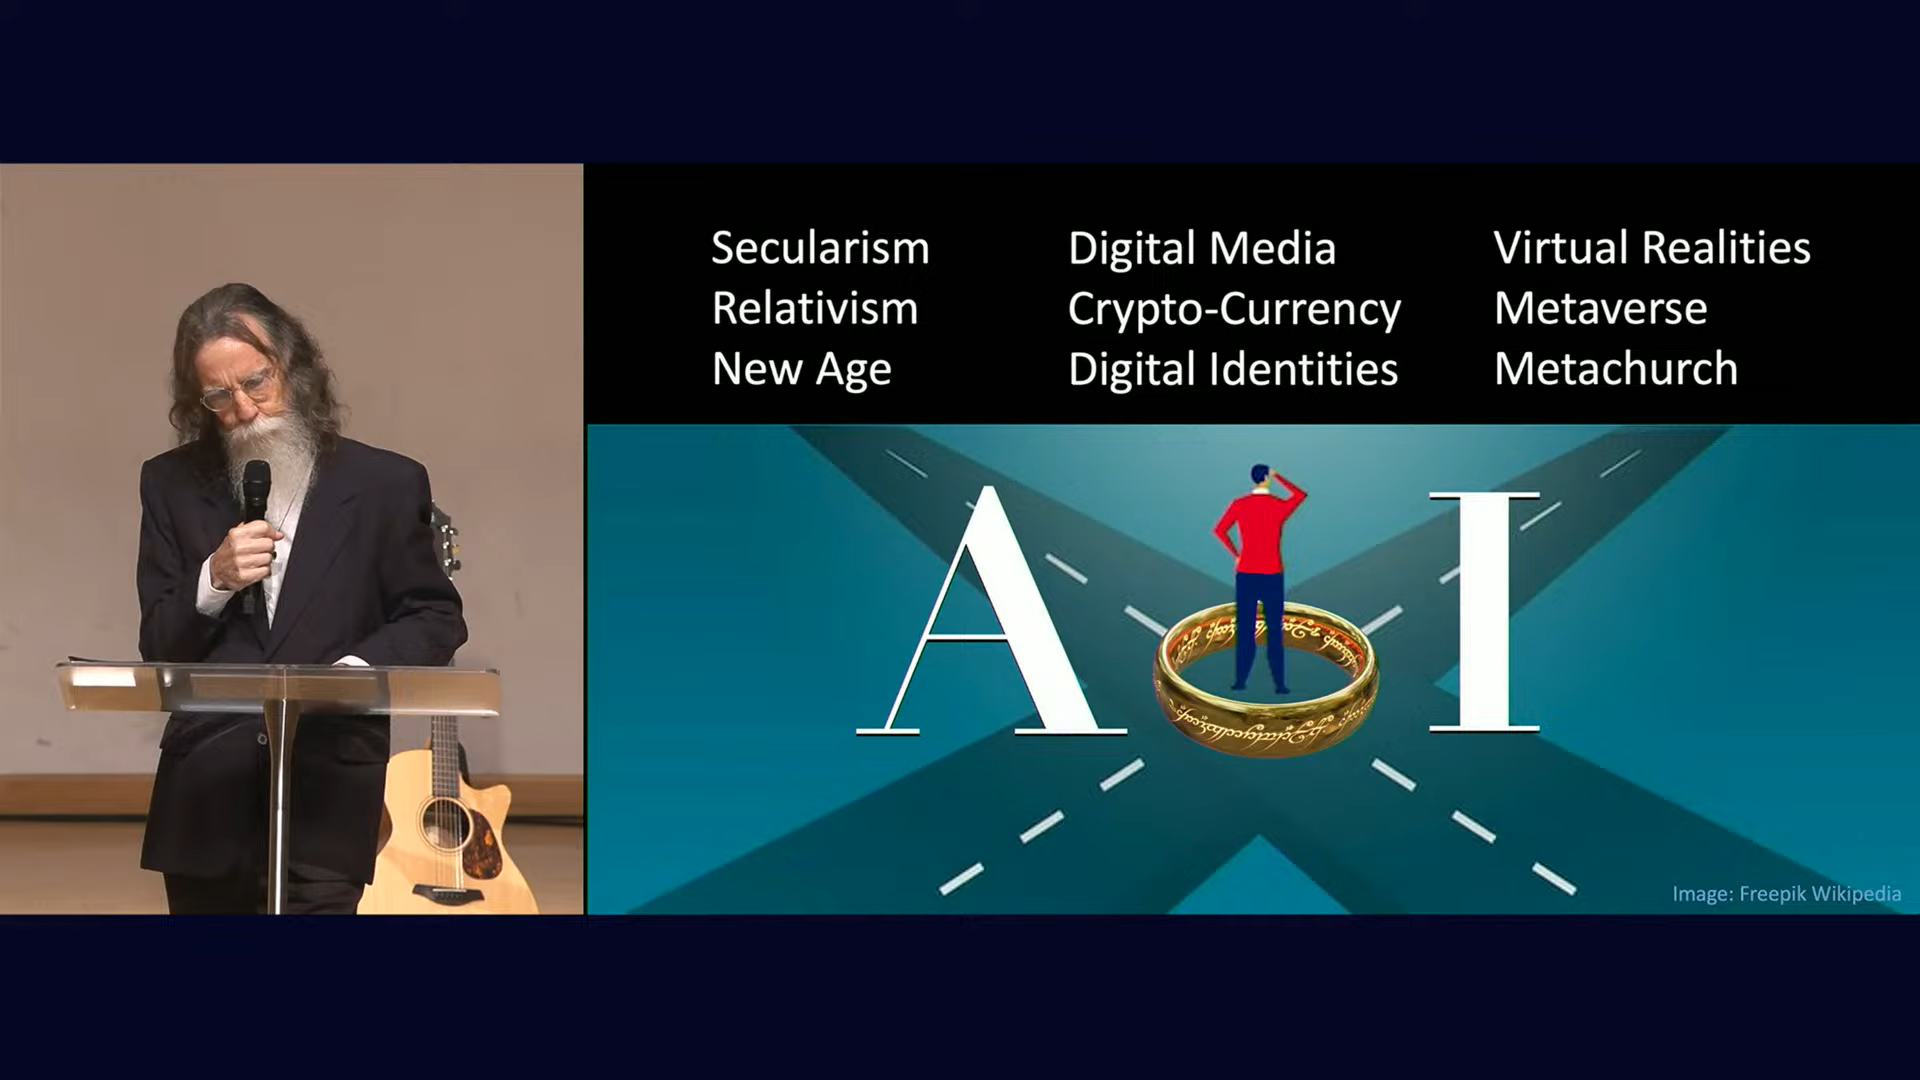 Secularism
Relativism
New Age
Digital Media
Crypto-Currency
Digital Identities
Virtual Realities
Metaverse
Metachurch
A I
Image: Freepik Wikipedia